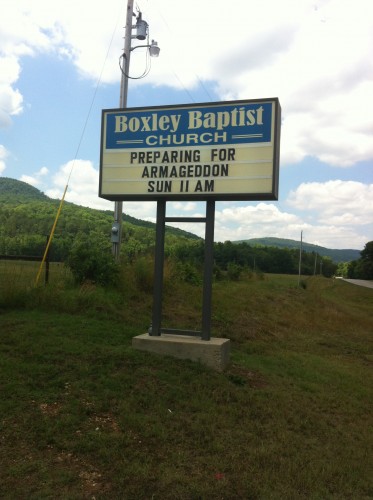 Boxley Baptist
CHURCH
PREPARING FOR
ARMAGEDDON
SUN 11 AM